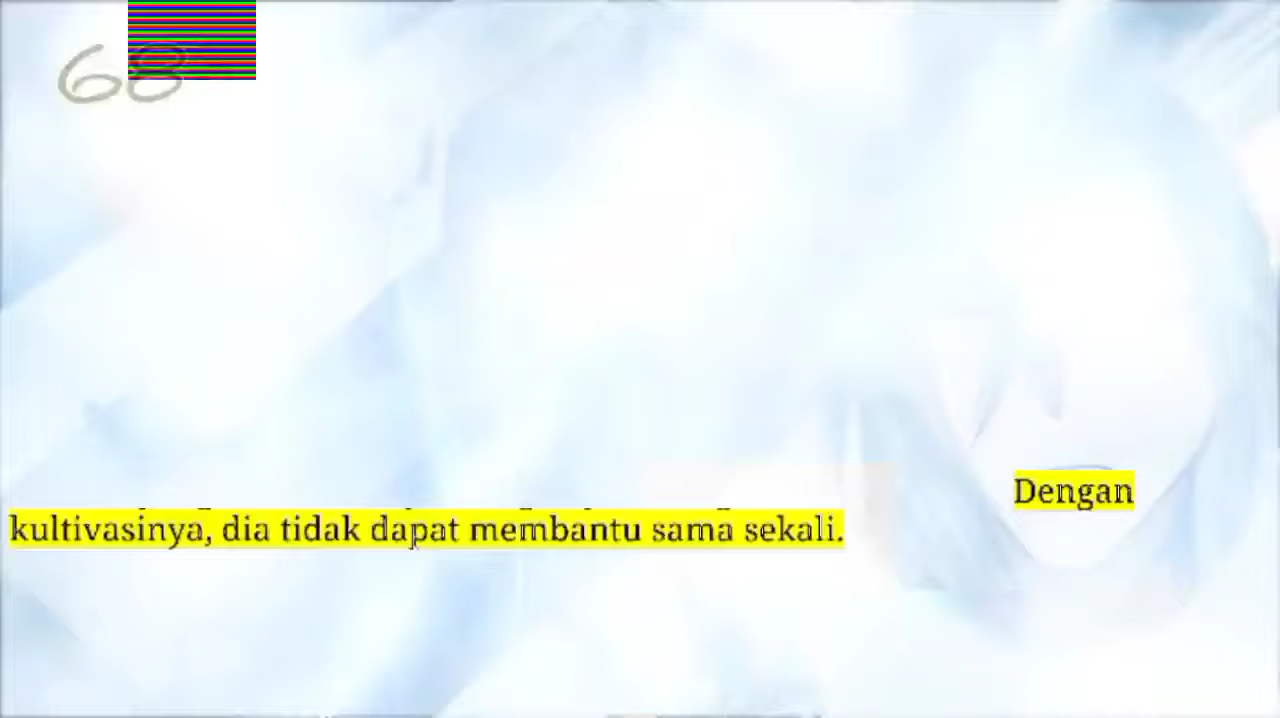 68
Dengan
kultivasinya, dia tidak dapat membantu sama sekali.